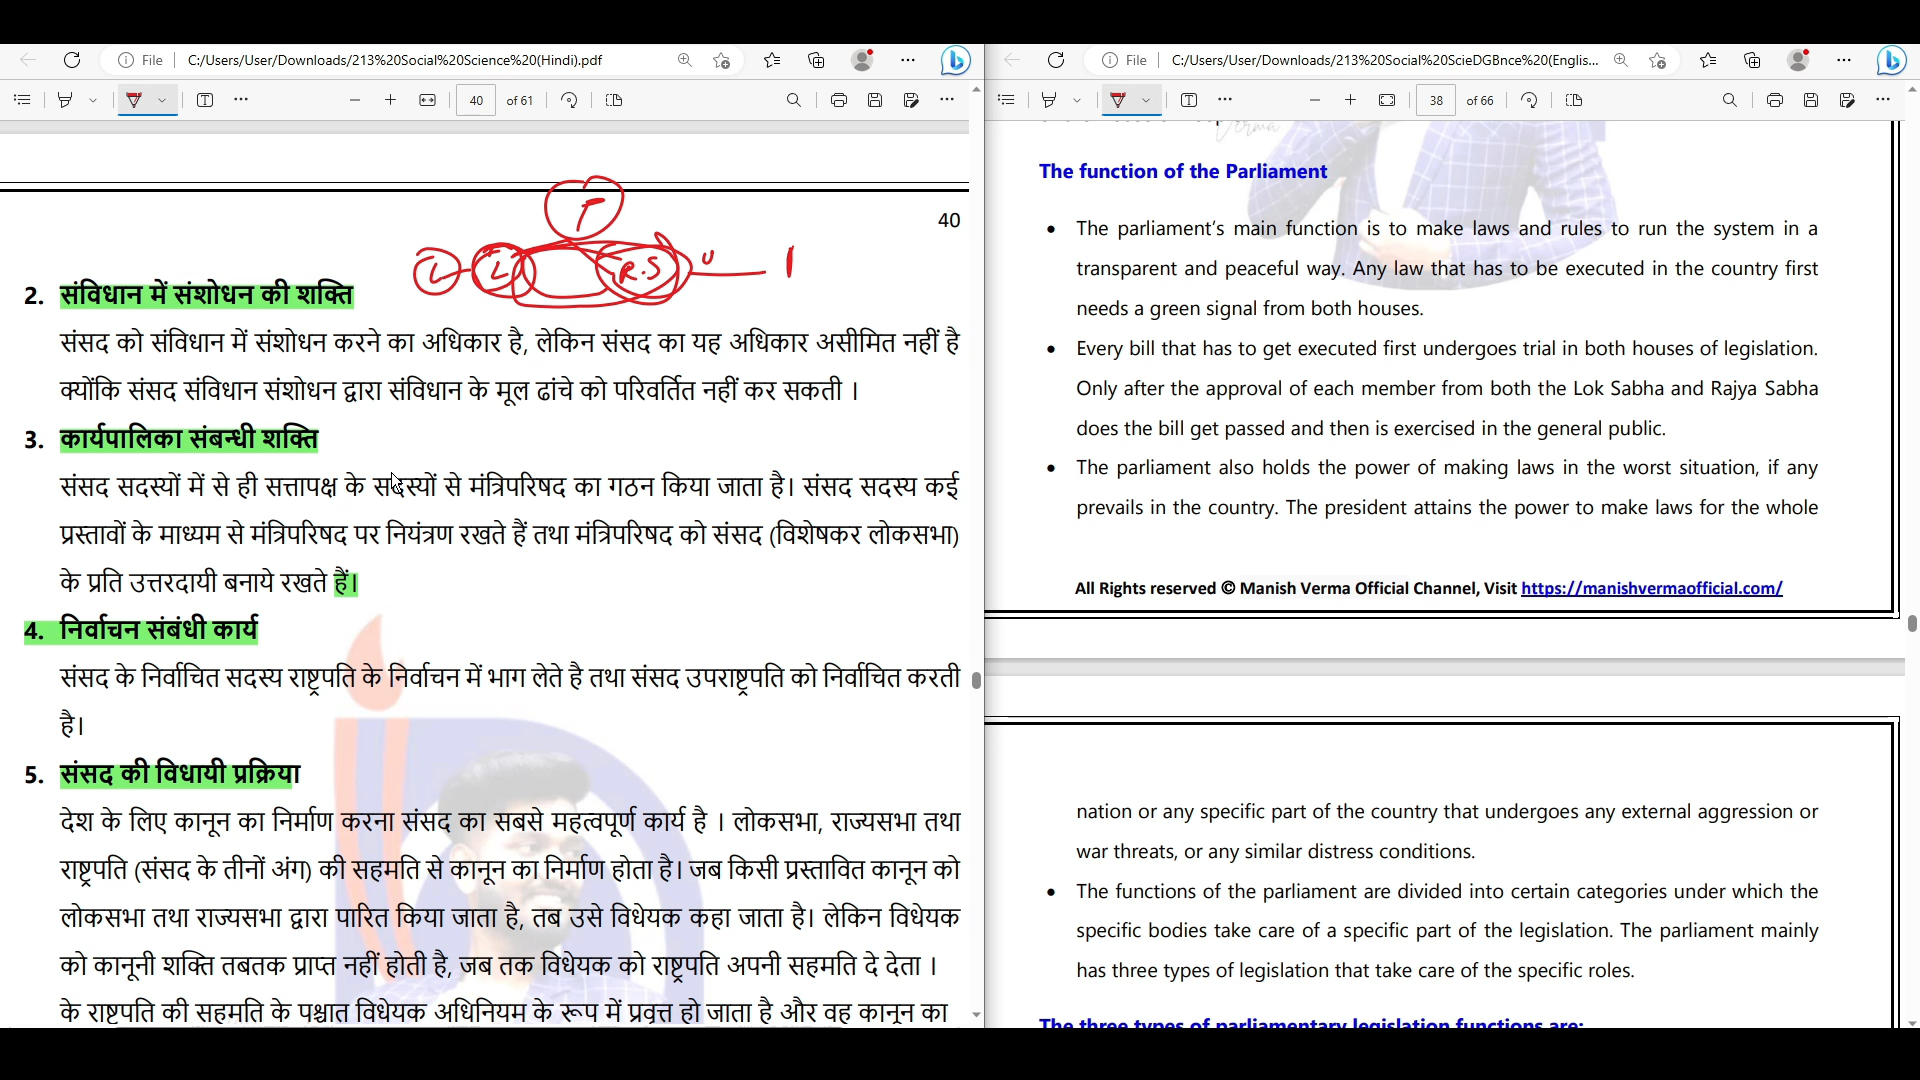 File
C:/Users/User/Downloads/213%20Social%20Science%20(Hindi).pdf
40
of 61
40
2. संविधान में संशोधन की शक्ति
संसद को संविधान में संशोधन करने का अधिकार है, लेकिन संसद का यह अधिकार असीमित नहीं है
क्योंकि संसद संविधान संशोधन द्वारा संविधान के मूल ढांचे को परिवर्तित नहीं कर सकती ।
3. कार्यपालिका संबन्धी शक्ति
संसद सदस्यों में से ही सत्तापक्ष के सदस्यों से मंत्रिपरिषद का गठन किया जाता है। संसद सदस्य कई
प्रस्तावों के माध्यम से मंत्रिपरिषद पर नियंत्रण रखते हैं तथा मंत्रिपरिषद को संसद (विशेषकर लोकसभा)
के प्रति उत्तरदायी बनाये रखते हैं।
4. निर्वाचन संबंधी कार्य
संसद के निर्वाचित सदस्य राष्ट्रपति के निर्वाचन में भाग लेते है तथा संसद उपराष्ट्रपति को निर्वाचित करती
है।
5. संसद की विधायी प्रक्रिया
देश के लिए कानून का निर्माण करना संसद का सबसे महत्वपूर्ण कार्य है । लोकसभा, राज्यसभा तथा
राष्ट्रपति (संसद के तीनों अंग) की सहमति से कानून का निर्माण होता है। जब किसी प्रस्तावित कानून को
लोकसभा तथा राज्यसभा द्वारा पारित किया जाता है, तब उसे विधेयक कहा जाता है। लेकिन विधेयक
को कानूनी शक्ति तबतक प्राप्त नहीं होती है, जब तक विधेयक को राष्ट्रपति अपनी सहमति दे देता ।
के राष्ट्रपति की सहमति के पश्चात विधेयक अधिनियम के रूप में प्रवृत्त हो जाता है और वह कानून का
L L R.S
File
C:/Users/User/Downloads/213%20Social%20ScieDGBnce%20(Englis...
38
of 66
Verma
The function of the Parliament
• The parliament’s main function is to make laws and rules to run the system in a
transparent and peaceful way. Any law that has to be executed in the country first
needs a green signal from both houses.
• Every bill that has to get executed first undergoes trial in both houses of legislation.
Only after the approval of each member from both the Lok Sabha and Rajya Sabha
does the bill get passed and then is exercised in the general public.
• The parliament also holds the power of making laws in the worst situation, if any
prevails in the country. The president attains the power to make laws for the whole
All Rights reserved © Manish Verma Official Channel, Visit https://manishvermaofficial.com/
nation or any specific part of the country that undergoes any external aggression or
war threats, or any similar distress conditions.
• The functions of the parliament are divided into certain categories under which the
specific bodies take care of a specific part of the legislation. The parliament mainly
has three types of legislation that take care of the specific roles.
The three types of parliamentary legislation functions are: